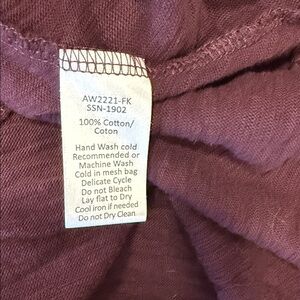 AW2221-FK
SSN-1902
100% Cotton/
Coton
Hand Wash cold
Recommended or
Machine Wash
Cold in mesh bag
Delicate Cycle
Do not Bleach
Lay flat to Dry
Cool iron if needed
Do not Dry Clean